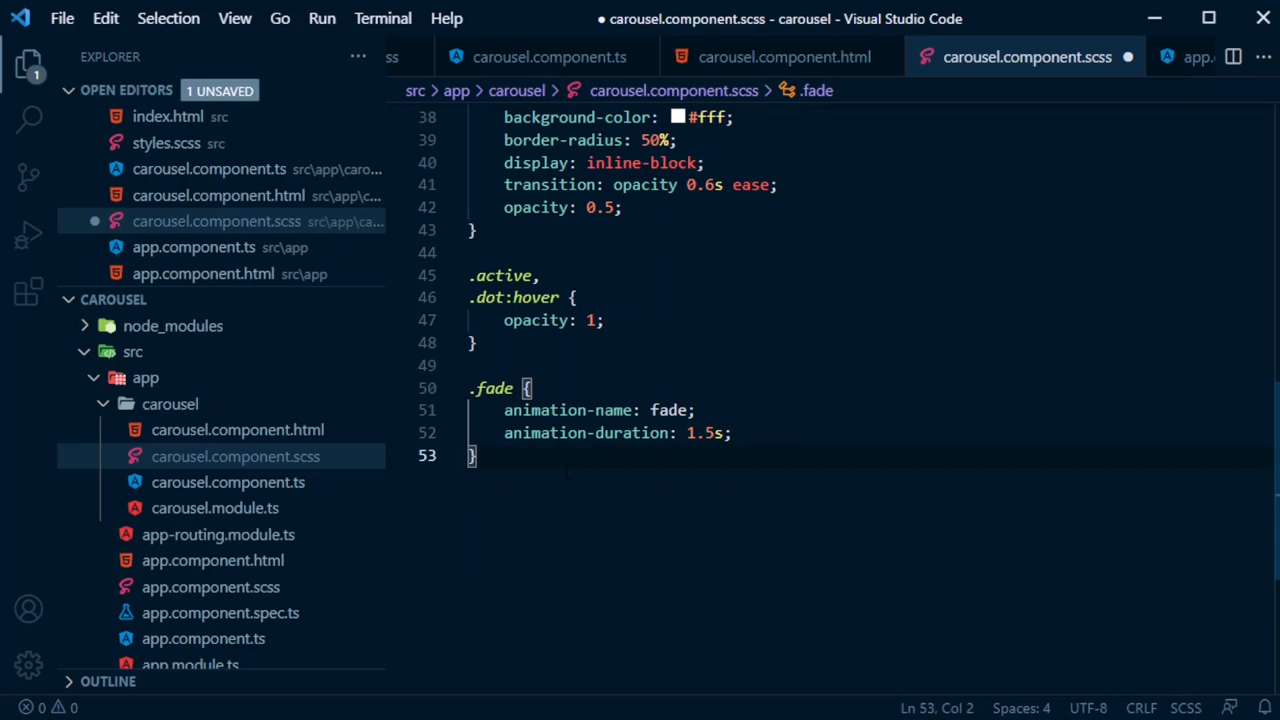 File Edit Selection View Go Run Terminal Help ● carousel.component.scss - carousel - Visual Studio Code
EXPLORER ···
ss carousel.component.ts carousel.component.html carousel.component.scss ● app. ···
1
OPEN EDITORS 1 UNSAVED
src > app > carousel > carousel.component.scss > .fade
index.html src
styles.scss src
carousel.component.ts src\app\caro...
carousel.component.html src\app\c...
● carousel.component.scss src\app\ca...
app.component.ts src\app
app.component.html src\app
CAROUSEL
node_modules
src
app
carousel
carousel.component.html
carousel.component.scss
carousel.component.ts
carousel.module.ts
app-routing.module.ts
app.component.html
app.component.scss
app.component.spec.ts
app.component.ts
app.module.ts
OUTLINE
38 background-color: #fff;
39 border-radius: 50%;
40 display: inline-block;
41 transition: opacity 0.6s ease;
42 opacity: 0.5;
43 }
44
45 .active,
46 .dot:hover {
47 opacity: 1;
48 }
49
50 .fade {
51 animation-name: fade;
52 animation-duration: 1.5s;
53 }
0 0 Ln 53, Col 2 Spaces: 4 UTF-8 CRLF SCSS